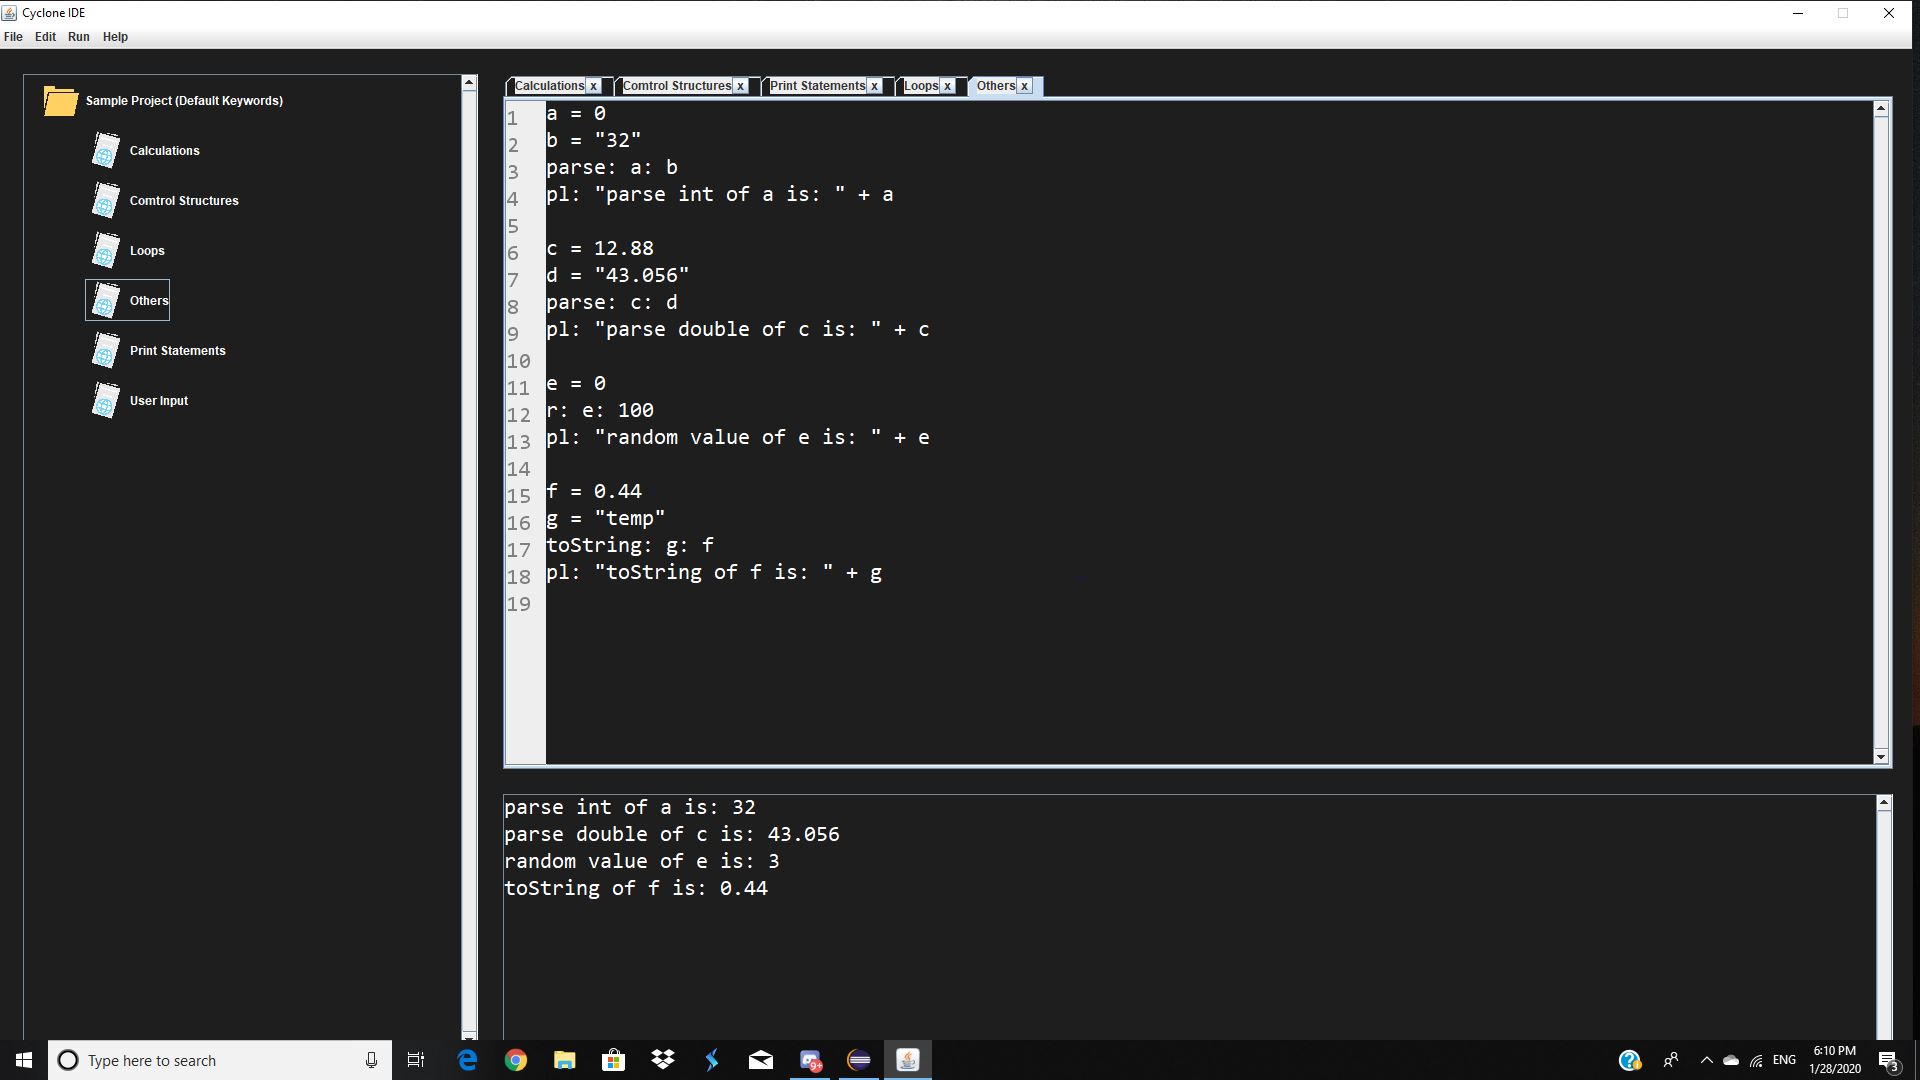 Cyclone IDE
File Edit Run Help
Sample Project (Default Keywords)
Calculations
Comtrol Structures
Loops
Others
Print Statements
User Input
Calculations x Comtrol Structures x Print Statements x Loops x Others x
1 a = 0
2 b = "32"
3 parse: a: b
4 pl: "parse int of a is: " + a
5
6 c = 12.88
7 d = "43.056"
8 parse: c: d
9 pl: "parse double of c is: " + c
10
11 e = 0
12 r: e: 100
13 pl: "random value of e is: " + e
14
15 f = 0.44
16 g = "temp"
17 toString: g: f
18 pl: "toString of f is: " + g
19
parse int of a is: 32
parse double of c is: 43.056
random value of e is: 3
toString of f is: 0.44
Type here to search
9+
ENG
6:10 PM
1/28/2020
3